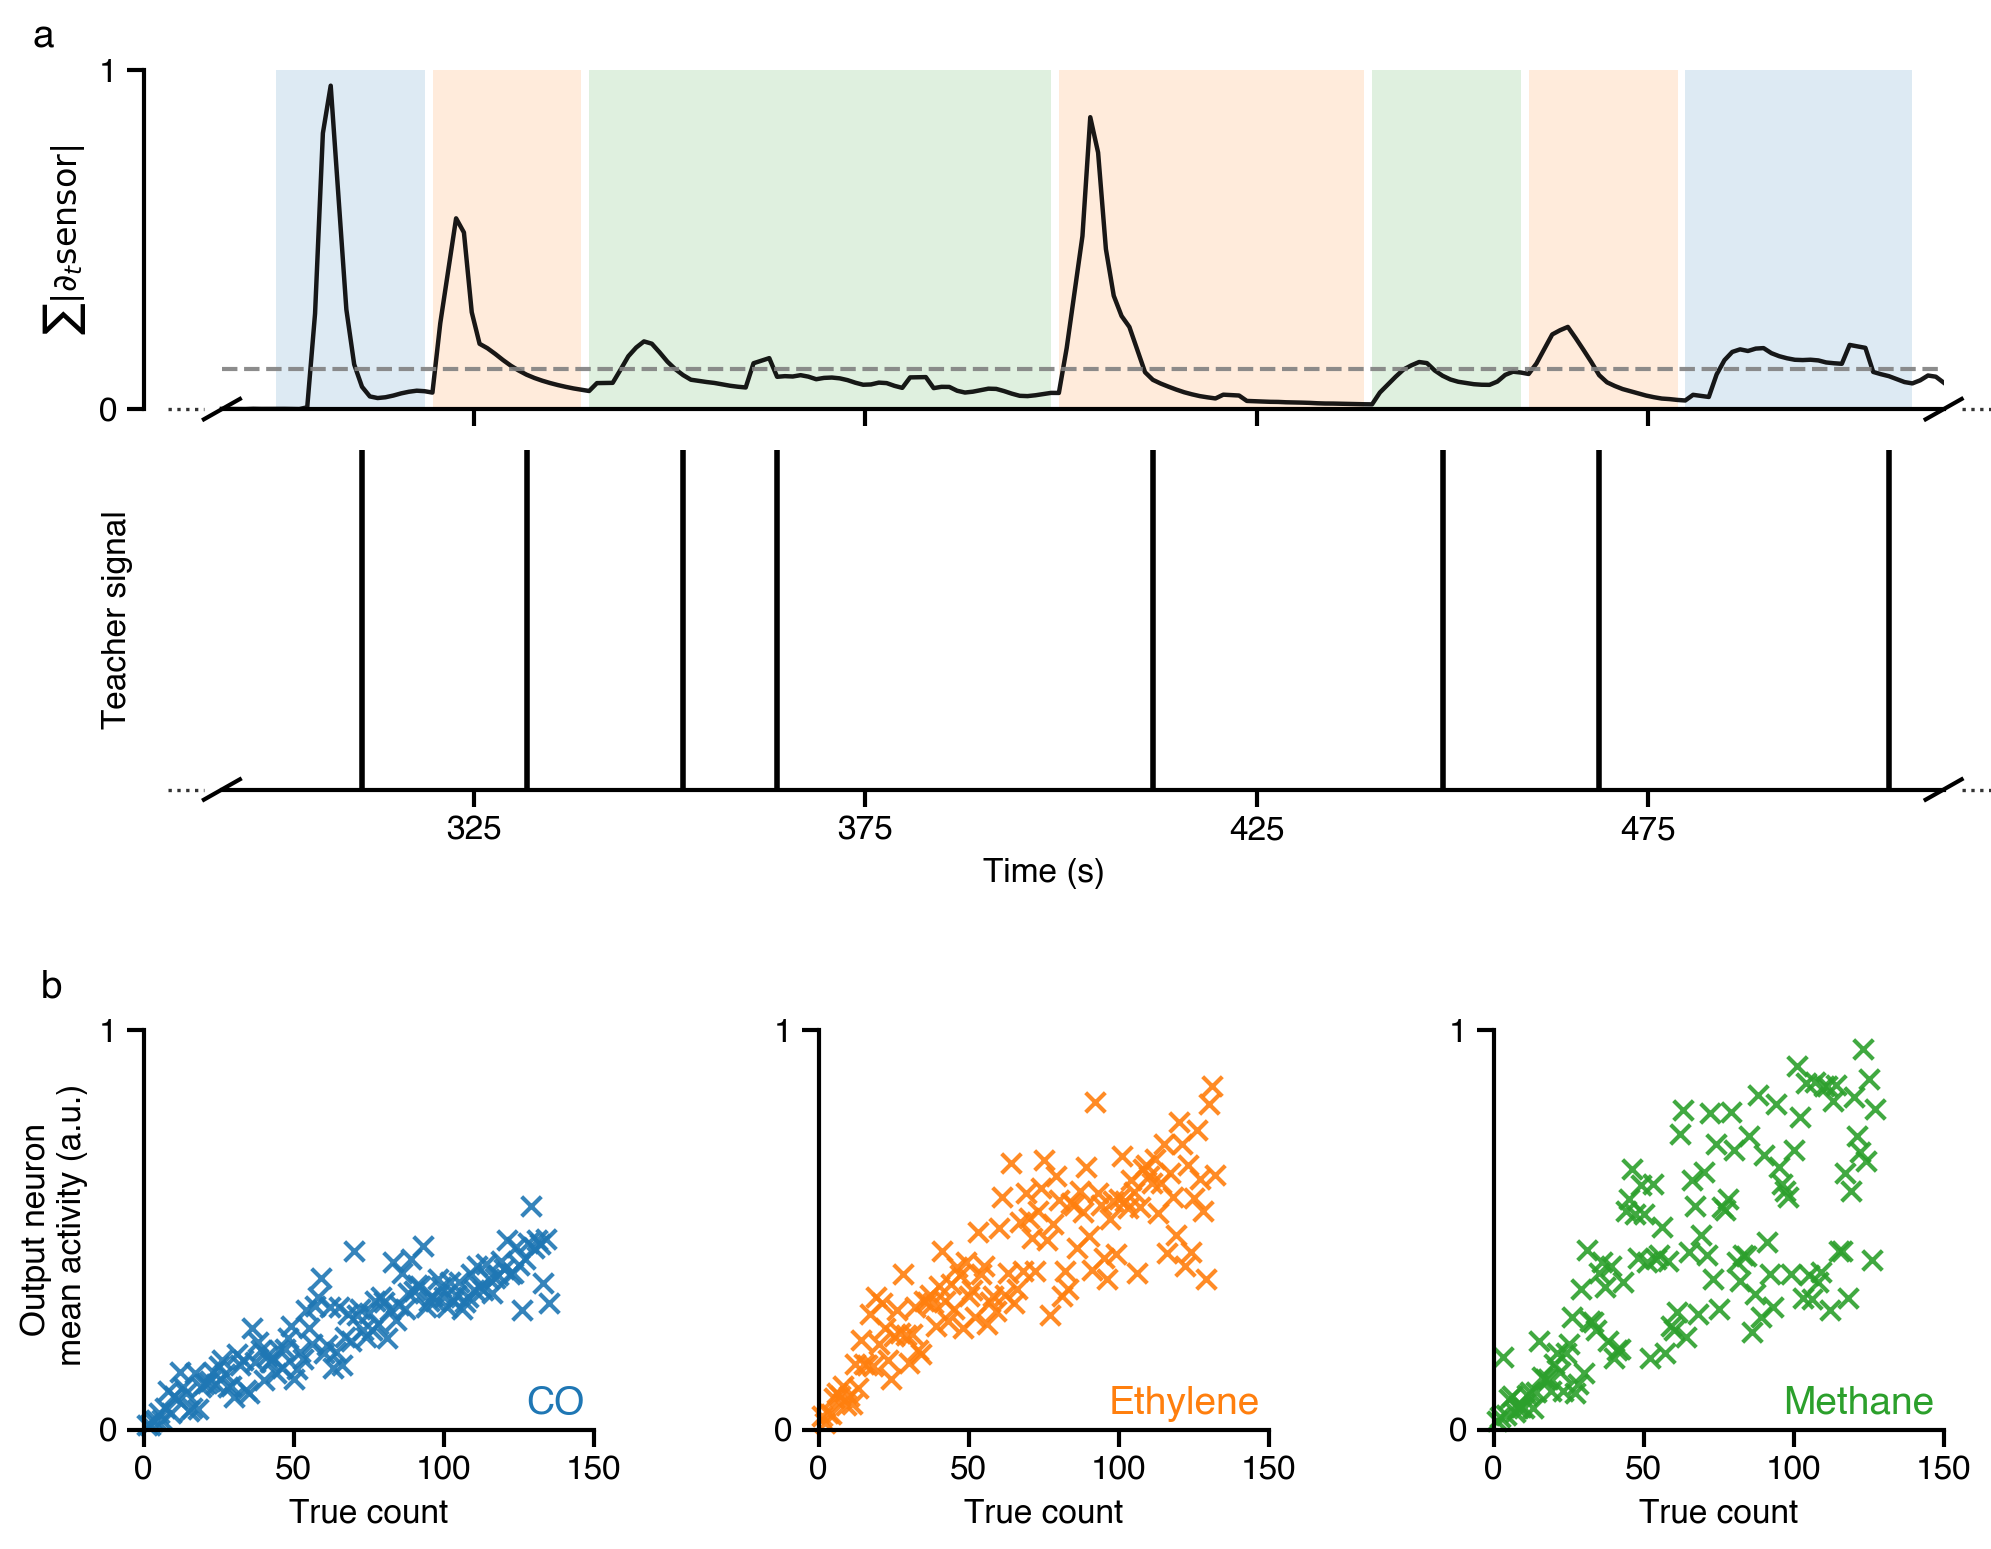 a
1
0
∑|∂ₜsensor|
Teacher signal
325 375 425 475
Time (s)
b
1
0
Output neuron
mean activity (a.u.)
CO
0 50 100 150
True count
1
0
Ethylene
0 50 100 150
True count
1
0
Methane
0 50 100 150
True count